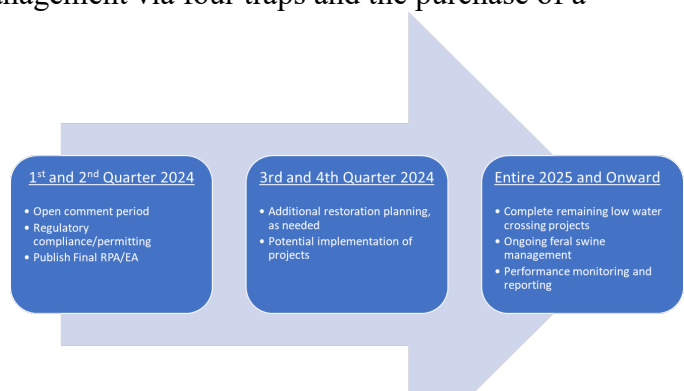 nagement via four traps and the purchase of a
1st and 2nd Quarter 2024
• Open comment period
• Regulatory
compliance/permitting
• Publish Final RPA/EA
3rd and 4th Quarter 2024
• Additional restoration planning,
as needed
• Potential implementation of
projects
Entire 2025 and Onward
• Complete remaining low water
crossing projects
• Ongoing feral swine
management
• Performance monitoring and
reporting